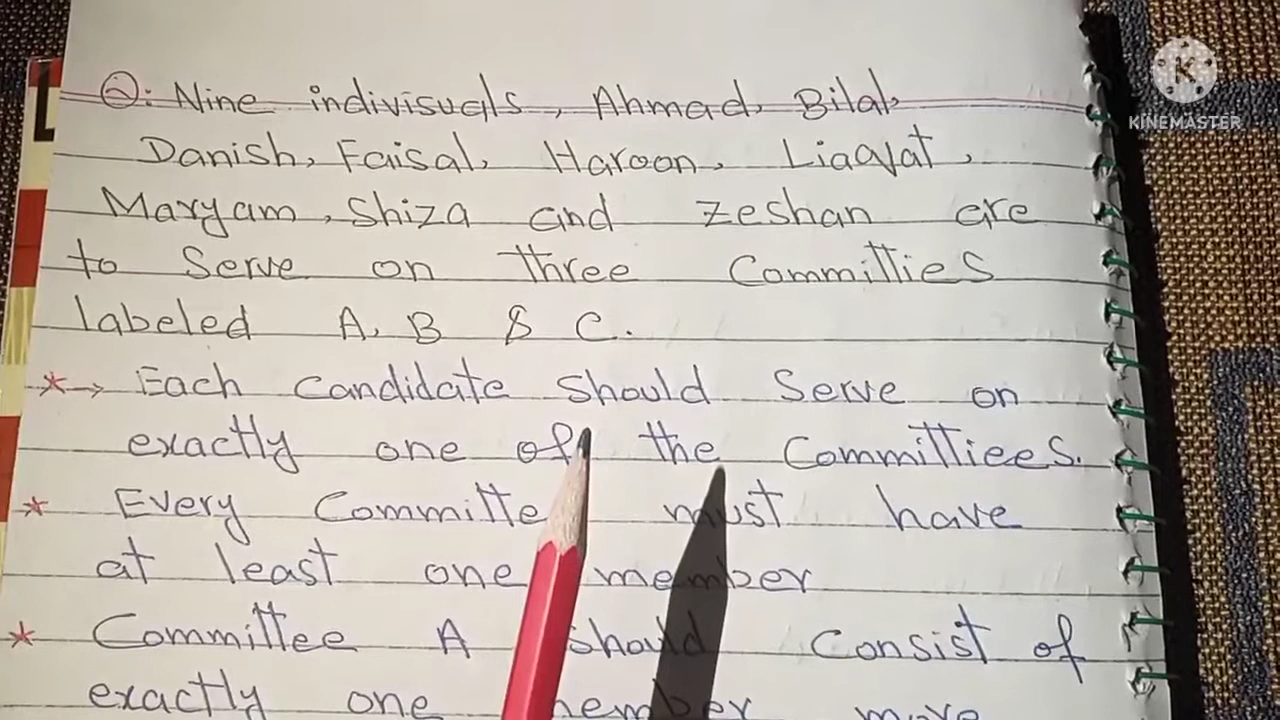 Q: Nine indivisuals, Ahmad, Bilal,
Danish, Faisal, Haroon, Liaqat,
Maryam, Shiza and Zeshan are
to Serve on three Committies
labeled A, B & C.
* → Each Candidate should Serve on
exactly one of the Committiees.
* Every Committe must have
at least one member
* Committee A should Consist of
exactly one member more
K
KINEMASTER